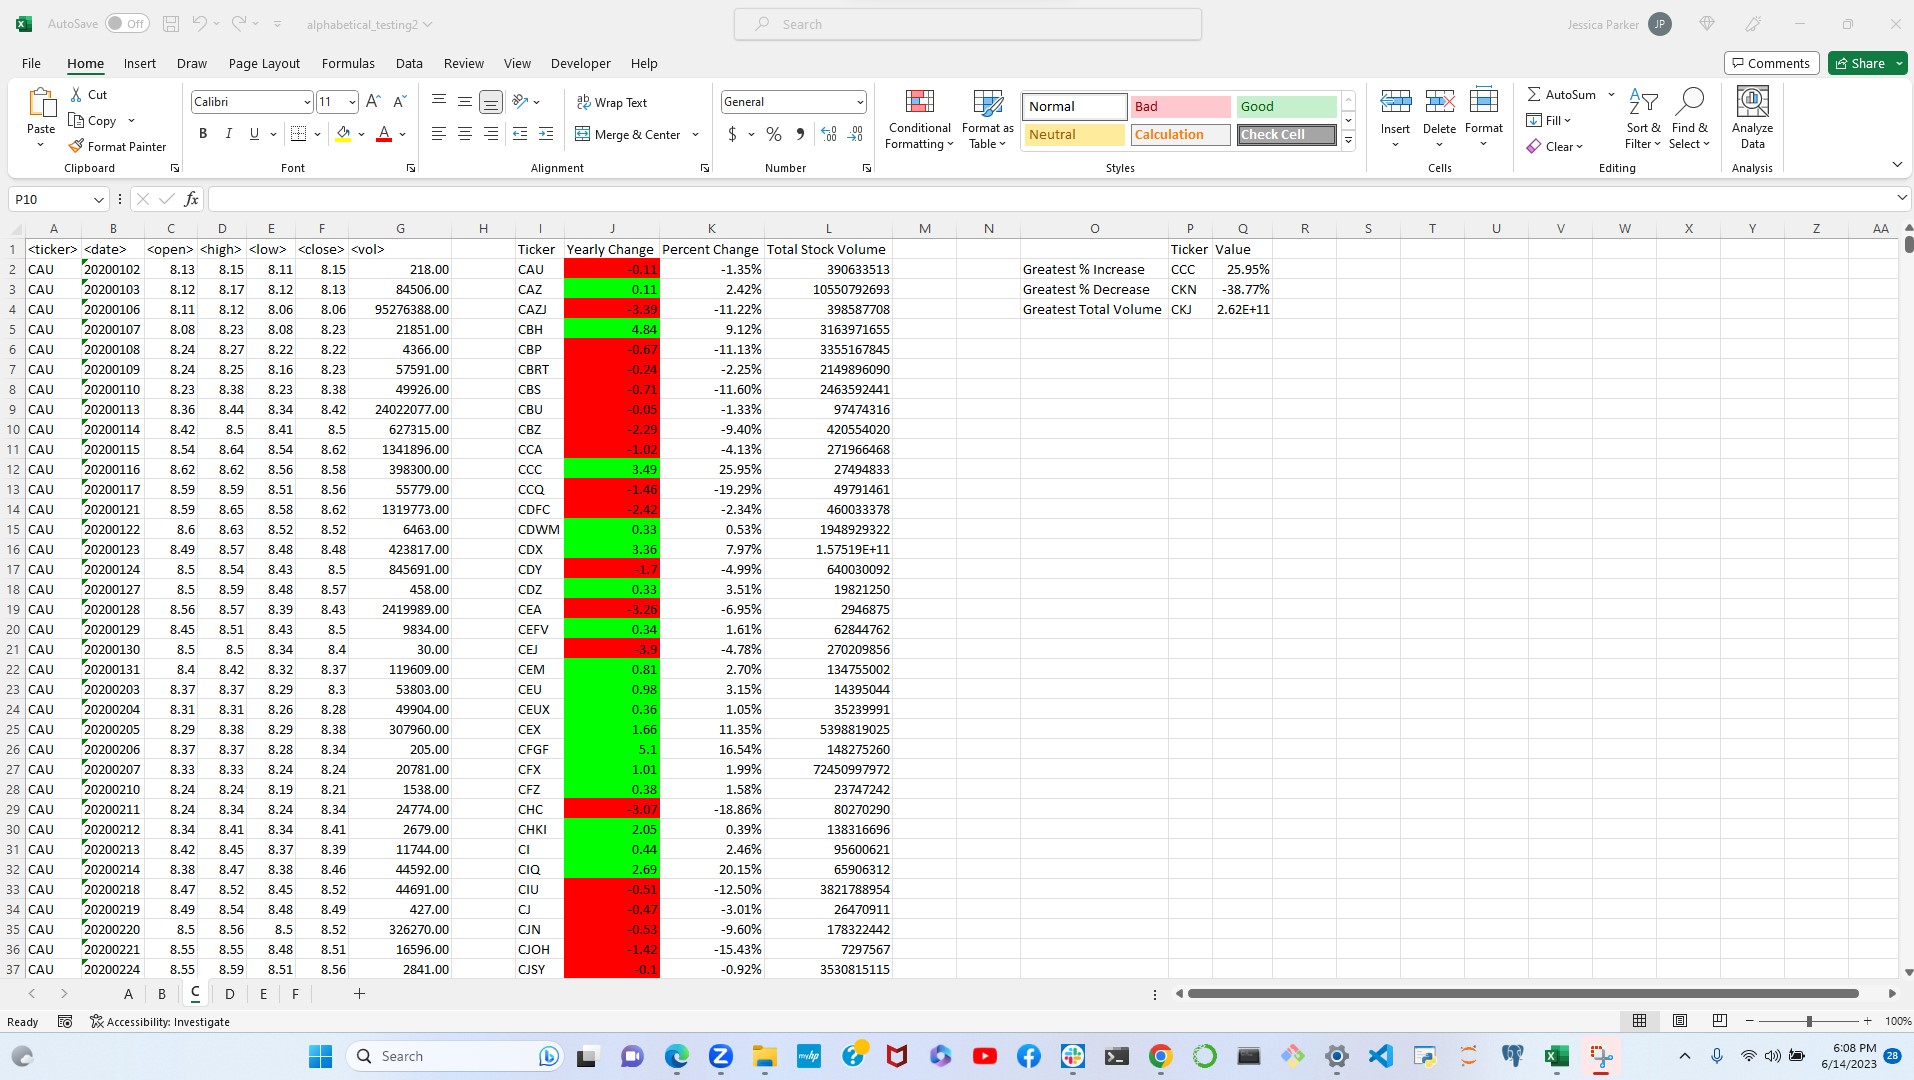 AutoSave Off alphabetical_testing2 Search Jessica Parker JP
File Home Insert Draw Page Layout Formulas Data Review View Developer Help Comments Share
Paste Cut Copy Format Painter Clipboard
Calibri 11 B I U A Font
ab Wrap Text Merge & Center Alignment
General $ % Number
Conditional Formatting Format as Table
Normal Bad Good Neutral Calculation Check Cell Styles
Insert Delete Format Cells
AutoSum Fill Clear Sort & Filter Find & Select Editing
Analyze Data Analysis
P10 fx
A B C D E F G H I J K L M N O P Q R S T U V W X Y Z AA
1 <ticker> <date> <open> <high> <low> <close> <vol> Ticker Yearly Change Percent Change Total Stock Volume Ticker Value
2 CAU 20200102 8.13 8.15 8.11 8.15 218.00 CAU -0.11 -1.35% 390633513 Greatest % Increase CCC 25.95%
3 CAU 20200103 8.12 8.17 8.12 8.13 84506.00 CAZ 0.11 2.42% 10550792693 Greatest % Decrease CKN -38.77%
4 CAU 20200106 8.11 8.12 8.06 8.06 95276388.00 CAZJ -3.39 -11.22% 398587708 Greatest Total Volume CKJ 2.62E+11
5 CAU 20200107 8.08 8.23 8.08 8.23 21851.00 CBH 4.84 9.12% 3163971655
6 CAU 20200108 8.24 8.27 8.22 8.22 4366.00 CBP -0.67 -11.13% 3355167845
7 CAU 20200109 8.24 8.25 8.16 8.23 57591.00 CBRT -0.24 -2.25% 2149896090
8 CAU 20200110 8.23 8.38 8.23 8.38 49926.00 CBS -0.71 -11.60% 2463592441
9 CAU 20200113 8.36 8.44 8.34 8.42 24022077.00 CBU -0.05 -1.33% 97474316
10 CAU 20200114 8.42 8.5 8.41 8.5 627315.00 CBZ -2.29 -9.40% 420554020
11 CAU 20200115 8.54 8.64 8.54 8.62 1341896.00 CCA -1.02 -4.13% 271966468
12 CAU 20200116 8.62 8.62 8.56 8.58 398300.00 CCC 3.49 25.95% 27494833
13 CAU 20200117 8.59 8.59 8.51 8.56 55779.00 CCQ -1.46 -19.29% 49791461
14 CAU 20200121 8.59 8.65 8.58 8.62 1319773.00 CDFC -2.42 -2.34% 460033378
15 CAU 20200122 8.6 8.63 8.52 8.52 6463.00 CDWM 0.33 0.53% 1948929322
16 CAU 20200123 8.49 8.57 8.48 8.48 423817.00 CDX 3.36 7.97% 1.57519E+11
17 CAU 20200124 8.5 8.54 8.43 8.5 845691.00 CDY -1.7 -4.99% 640030092
18 CAU 20200127 8.5 8.59 8.48 8.57 458.00 CDZ 0.33 3.51% 19821250
19 CAU 20200128 8.56 8.57 8.39 8.43 2419989.00 CEA -3.26 -6.95% 2946875
20 CAU 20200129 8.45 8.51 8.43 8.5 9834.00 CEFV 0.34 1.61% 62844762
21 CAU 20200130 8.5 8.5 8.34 8.4 30.00 CEJ -3.9 -4.78% 270209856
22 CAU 20200131 8.4 8.42 8.32 8.37 119609.00 CEM 0.81 2.70% 134755002
23 CAU 20200203 8.37 8.37 8.29 8.3 53803.00 CEU 0.98 3.15% 14395044
24 CAU 20200204 8.31 8.31 8.26 8.28 49904.00 CEUX 0.36 1.05% 35239991
25 CAU 20200205 8.29 8.38 8.29 8.38 307960.00 CEX 1.66 11.35% 5398819025
26 CAU 20200206 8.37 8.37 8.28 8.34 205.00 CFGF 5.1 16.54% 148275260
27 CAU 20200207 8.33 8.33 8.24 8.24 20781.00 CFX 1.01 1.99% 72450997972
28 CAU 20200210 8.24 8.24 8.19 8.21 1538.00 CFZ 0.38 1.58% 23747242
29 CAU 20200211 8.24 8.34 8.24 8.34 24774.00 CHC -3.07 -18.86% 80270290
30 CAU 20200212 8.34 8.41 8.34 8.41 2679.00 CHKI 2.05 0.39% 138316696
31 CAU 20200213 8.42 8.45 8.37 8.39 11744.00 CI 0.44 2.46% 95600621
32 CAU 20200214 8.38 8.47 8.38 8.46 44592.00 CIQ 2.69 20.15% 65906312
33 CAU 20200218 8.47 8.52 8.45 8.52 44691.00 CIU -0.51 -12.50% 3821788954
34 CAU 20200219 8.49 8.54 8.48 8.49 427.00 CJ -0.47 -3.01% 26470911
35 CAU 20200220 8.5 8.56 8.5 8.52 326270.00 CJN -0.53 -9.60% 178322442
36 CAU 20200221 8.55 8.55 8.48 8.51 16596.00 CJOH -1.42 -15.43% 7297567
37 CAU 20200224 8.55 8.59 8.51 8.56 2841.00 CJSY -0.1 -0.92% 3530815115
A B C D E F
Ready Accessibility: Investigate 100%
Search 6:08 PM 6/14/2023 28